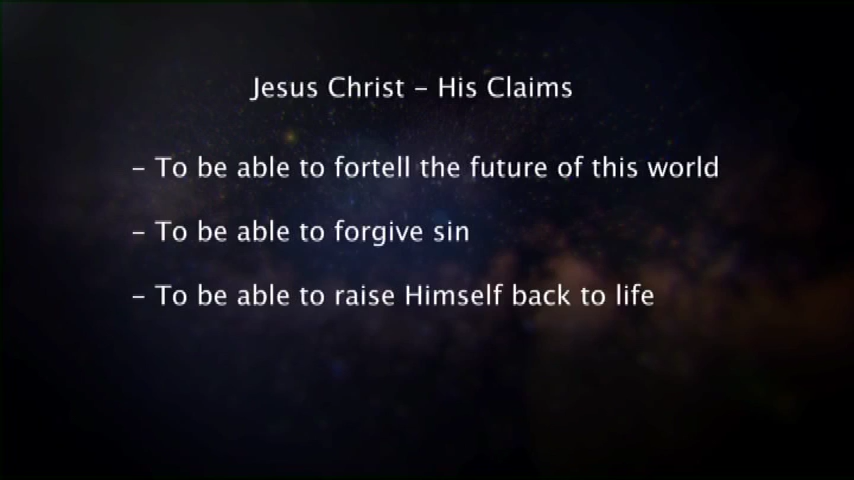 Jesus Christ – His Claims
– To be able to fortell the future of this world
– To be able to forgive sin
– To be able to raise Himself back to life